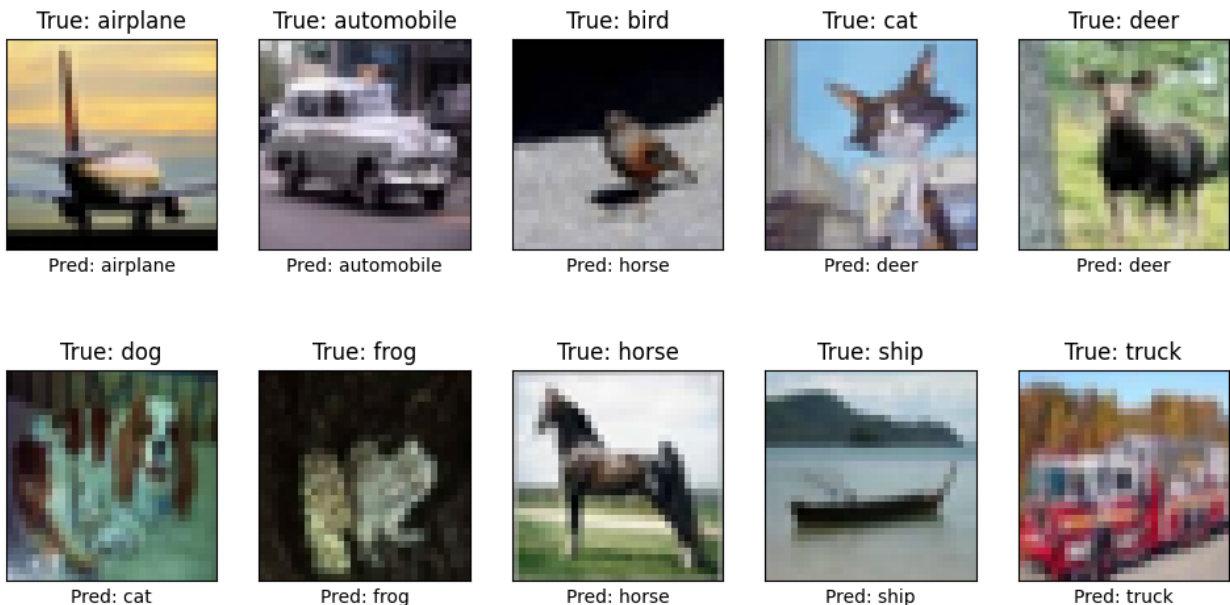 True: airplane
True: automobile
True: bird
True: cat
True: deer
Pred: airplane
Pred: automobile
Pred: horse
Pred: deer
Pred: deer
True: dog
True: frog
True: horse
True: ship
True: truck
Pred: cat
Pred: frog
Pred: horse
Pred: ship
Pred: truck